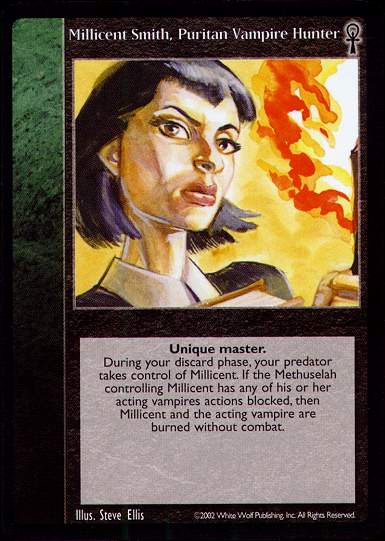 Millicent Smith, Puritan Vampire Hunter
Unique master.
During your discard phase, your predator
takes control of Millicent. If the Methuselah
controlling Millicent has any of his or her
acting vampires actions blocked, then
Millicent and the acting vampire are
burned without combat.
Illus. Steve Ellis
©2002 White Wolf Publishing, Inc. All Rights Reserved.